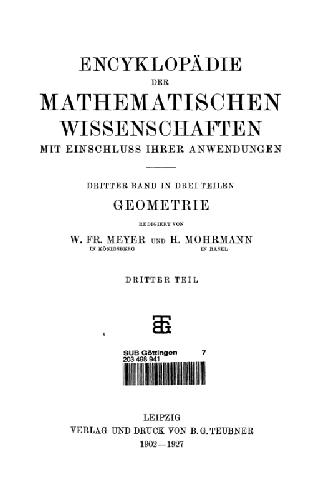 ENCYKLOPÄDIE
DER
MATHEMATISCHEN
WISSENSCHAFTEN
MIT EINSCHLUSS IHRER ANWENDUNGEN
DRITTER BAND IN DREI TEILEN
GEOMETRIE
REDIGIERT VON
W. FR. MEYER UND H. MOHRMANN
IN KÖNIGSBERG IN BASEL
DRITTER TEIL
SUB Göttingen 7
203 498 941
LEIPZIG
VERLAG UND DRUCK VON B. G. TEUBNER
1902—1927